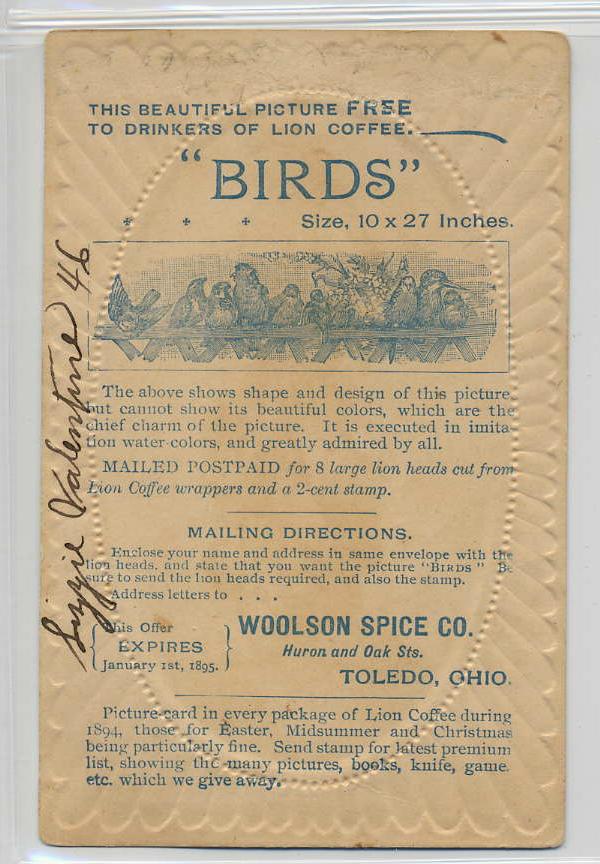 THIS BEAUTIFUL PICTURE FREE
TO DRINKERS OF LION COFFEE.
"BIRDS"
Size, 10 x 27 Inches.
The above shows shape and design of this picture,
but cannot show its beautiful colors, which are the
chief charm of the picture. It is executed in imita-
tion water-colors, and greatly admired by all.
MAILED POSTPAID for 8 large lion heads cut from
Lion Coffee wrappers and a 2-cent stamp.
MAILING DIRECTIONS.
Enclose your name and address in same envelope with the
lion heads, and state that you want the picture "BIRDS" Be
sure to send the lion heads required, and also the stamp.
Address letters to . . .
This Offer
EXPIRES
January 1st, 1895.
WOOLSON SPICE CO.
Huron and Oak Sts.
TOLEDO, OHIO.
Picture-card in every package of Lion Coffee during
1894, those for Easter, Midsummer and Christmas
being particularly fine. Send stamp for latest premium
list, showing the many pictures, books, knife, game.
etc. which we give away.
Lizzie Valentine 46